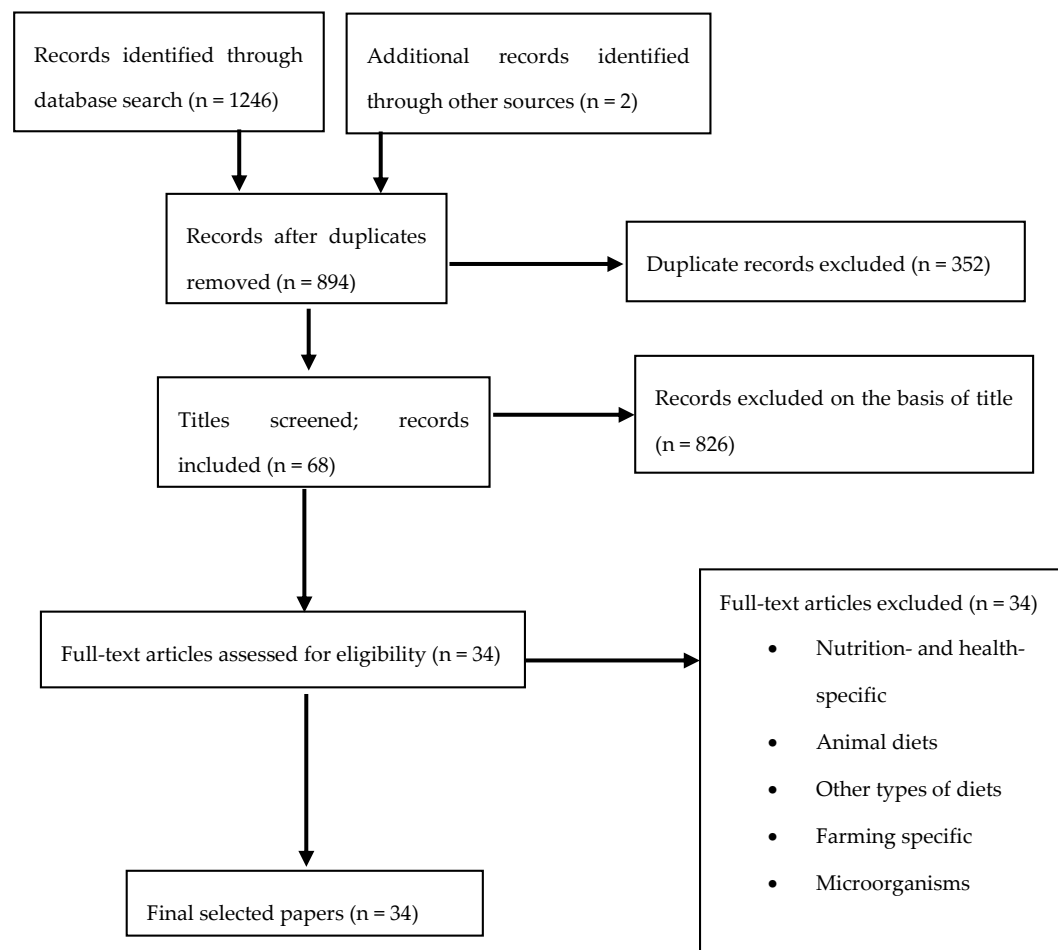 Records identified through
database search (n = 1246)
Additional records identified
through other sources (n = 2)
Records after duplicates
removed (n = 894)
Duplicate records excluded (n = 352)
Titles screened; records
included (n = 68)
Records excluded on the basis of title
(n = 826)
Full-text articles assessed for eligibility (n = 34)
Full-text articles excluded (n = 34)
• Nutrition- and health-
specific
• Animal diets
• Other types of diets
• Farming specific
• Microorganisms
Final selected papers (n = 34)